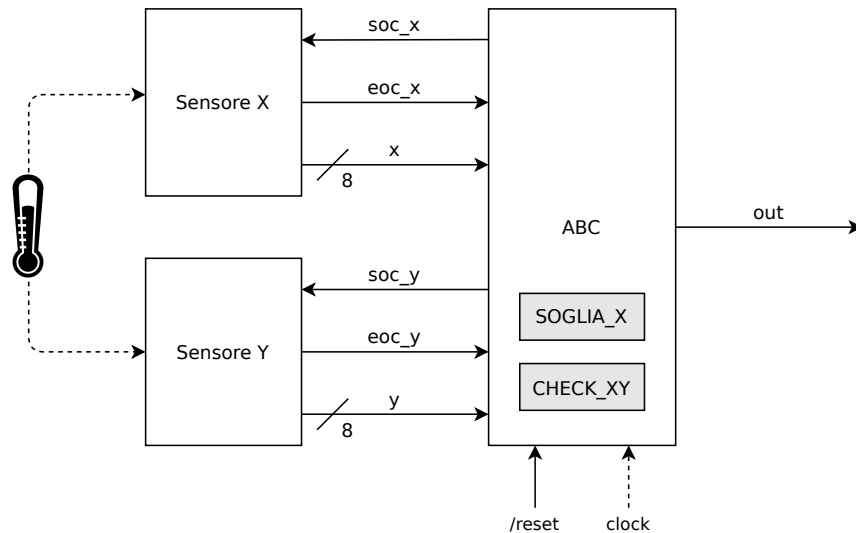 soc_x
Sensore X
eoc_x
x
8
ABC
out
soc_y
SOGLIA_X
Sensore Y
eoc_y
CHECK_XY
y
8
/reset
clock